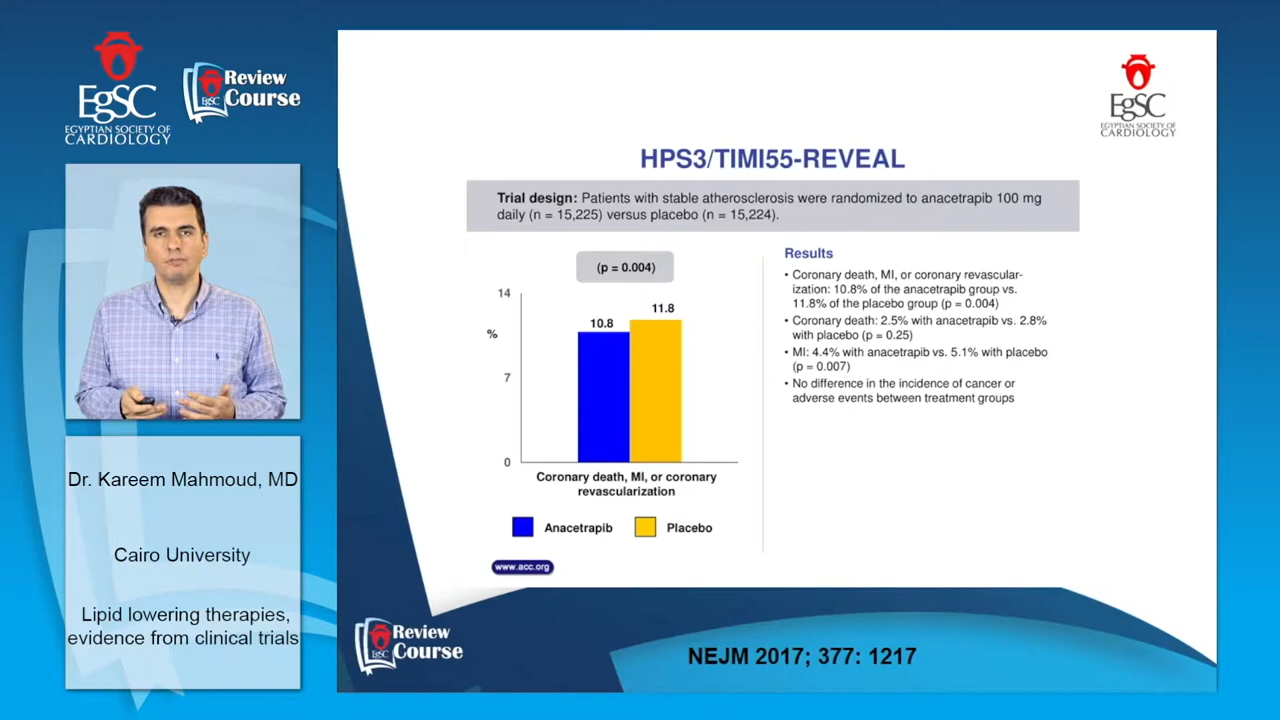 EgSC
EGYPTIAN SOCIETY OF
CARDIOLOGY
EgSC
Review
Course
EgSC
EGYPTIAN SOCIETY OF
CARDIOLOGY
HPS3/TIMI55-REVEAL
Trial design: Patients with stable atherosclerosis were randomized to anacetrapib 100 mg
daily (n = 15,225) versus placebo (n = 15,224).
(p = 0.004)
14
%
7
0
10.8
11.8
Coronary death, MI, or coronary
revascularization
Anacetrapib
Placebo
www.acc.org
Results
• Coronary death, MI, or coronary revascular-
ization: 10.8% of the anacetrapib group vs.
11.8% of the placebo group (p = 0.004)
• Coronary death: 2.5% with anacetrapib vs. 2.8%
with placebo (p = 0.25)
• MI: 4.4% with anacetrapib vs. 5.1% with placebo
(p = 0.007)
• No difference in the incidence of cancer or
adverse events between treatment groups
Dr. Kareem Mahmoud, MD
Cairo University
Lipid lowering therapies,
evidence from clinical trials
EgSC
Review
Course
NEJM 2017; 377: 1217